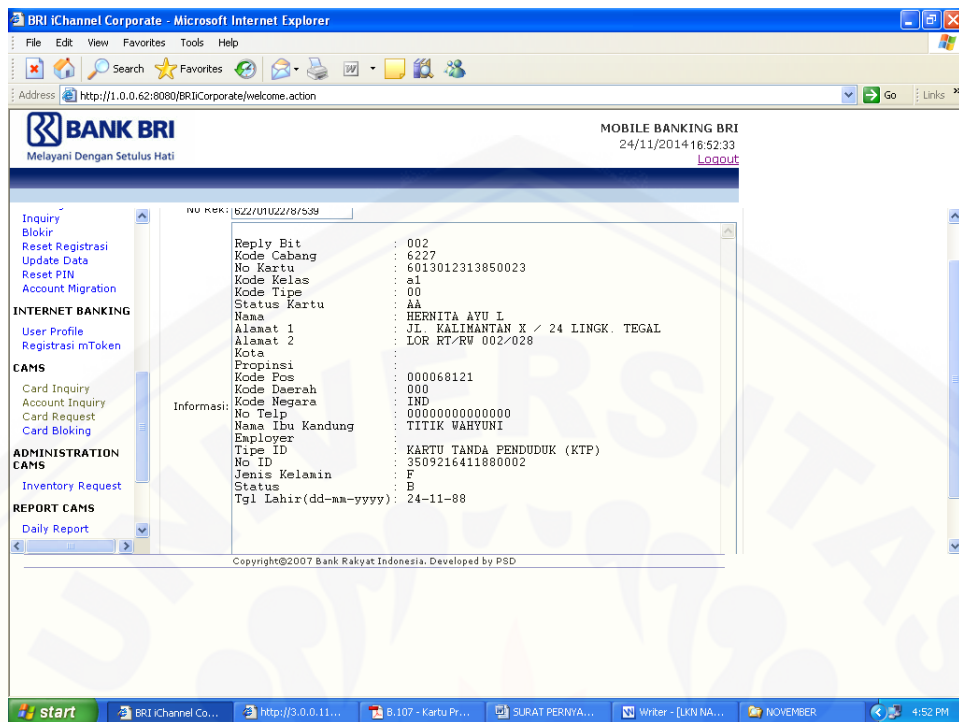 BRI iChannel Corporate - Microsoft Internet Explorer
File Edit View Favorites Tools Help
Search Favorites
Address http://1.0.0.62:8080/BRIiCorporate/welcome.action Go Links
BANK BRI
Melayani Dengan Setulus Hati
MOBILE BANKING BRI
24/11/2014 16:52:33
Logout
Inquiry
Blokir
Reset Registrasi
Update Data
Reset PIN
Account Migration
INTERNET BANKING
User Profile
Registrasi mToken
CAMS
Card Inquiry
Account Inquiry
Card Request
Card Bloking
ADMINISTRATION
CAMS
Inventory Request
REPORT CAMS
Daily Report
No Rek: 622701022787539
Informasi:
Reply Bit : 002
Kode Cabang : 6227
No Kartu : 6013012313850023
Kode Kelas : a1
Kode Tipe : 00
Status Kartu : AA
Nama : HERNITA AYU L
Alamat 1 : JL. KALIMANTAN X / 24 LINGK. TEGAL
Alamat 2 : LOR RT/RW 002/028
Kota :
Propinsi :
Kode Pos : 000068121
Kode Daerah : 000
Kode Negara : IND
No Telp : 00000000000000
Nama Ibu Kandung : TITIK WAHYUNI
Employer :
Tipe ID : KARTU TANDA PENDUDUK (KTP)
No ID : 3509216411880002
Jenis Kelamin : F
Status : B
Tgl Lahir(dd-mm-yyyy): 24-11-88
Copyright©2007 Bank Rakyat Indonesia. Developed by PSD
start BRI iChannel Co... http://3.0.0.11... B.107 - Kartu Pr... SURAT PERNYA... Writer - [LKN NA... NOVEMBER 4:52 PM